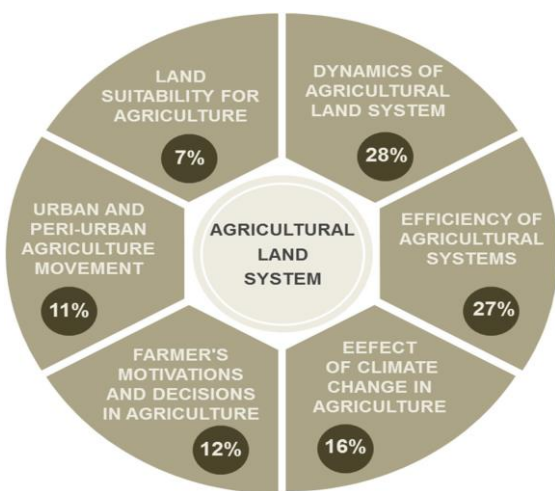 LAND
SUITABILITY FOR
AGRICULTURE
7%
DYNAMICS OF
AGRICULTURAL
LAND SYSTEM
28%
URBAN AND
PERI-URBAN
AGRICULTURE
MOVEMENT
11%
AGRICULTURAL
LAND
SYSTEM
EFFICIENCY OF
AGRICULTURAL
SYSTEMS
27%
FARMER'S
MOTIVATIONS
AND DECISIONS
IN AGRICULTURE
12%
EEFECT
OF CLIMATE
CHANGE IN
AGRICULTURE
16%